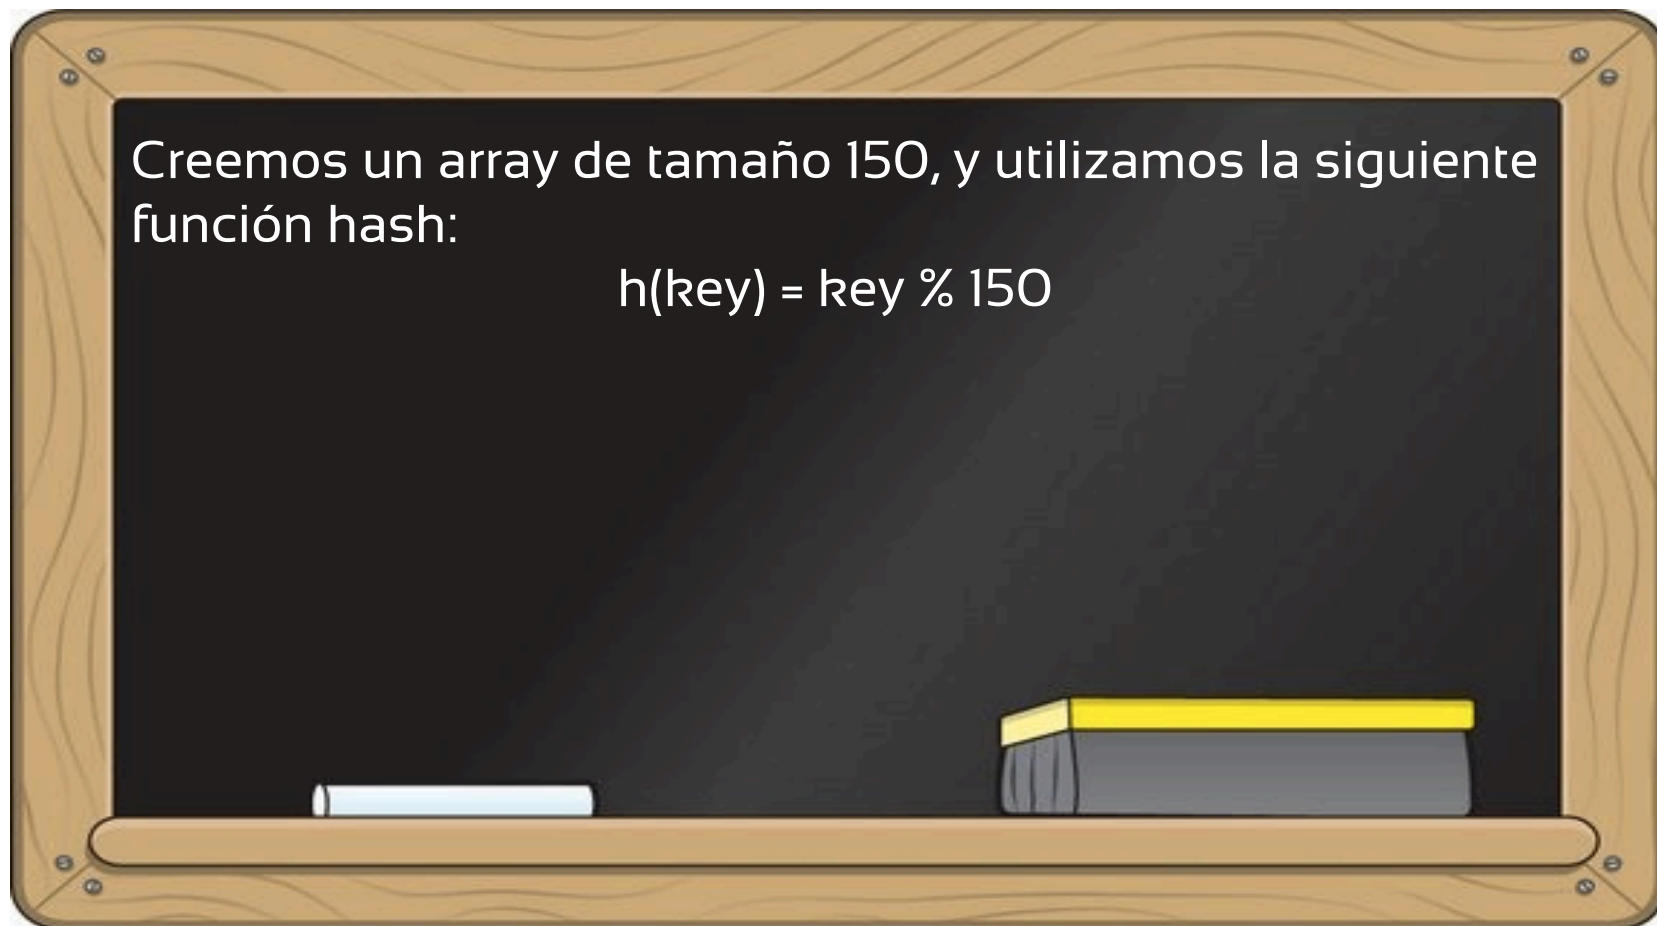 Creemos un array de tamaño 150, y utilizamos la siguiente
función hash:
h(key) = key % 150